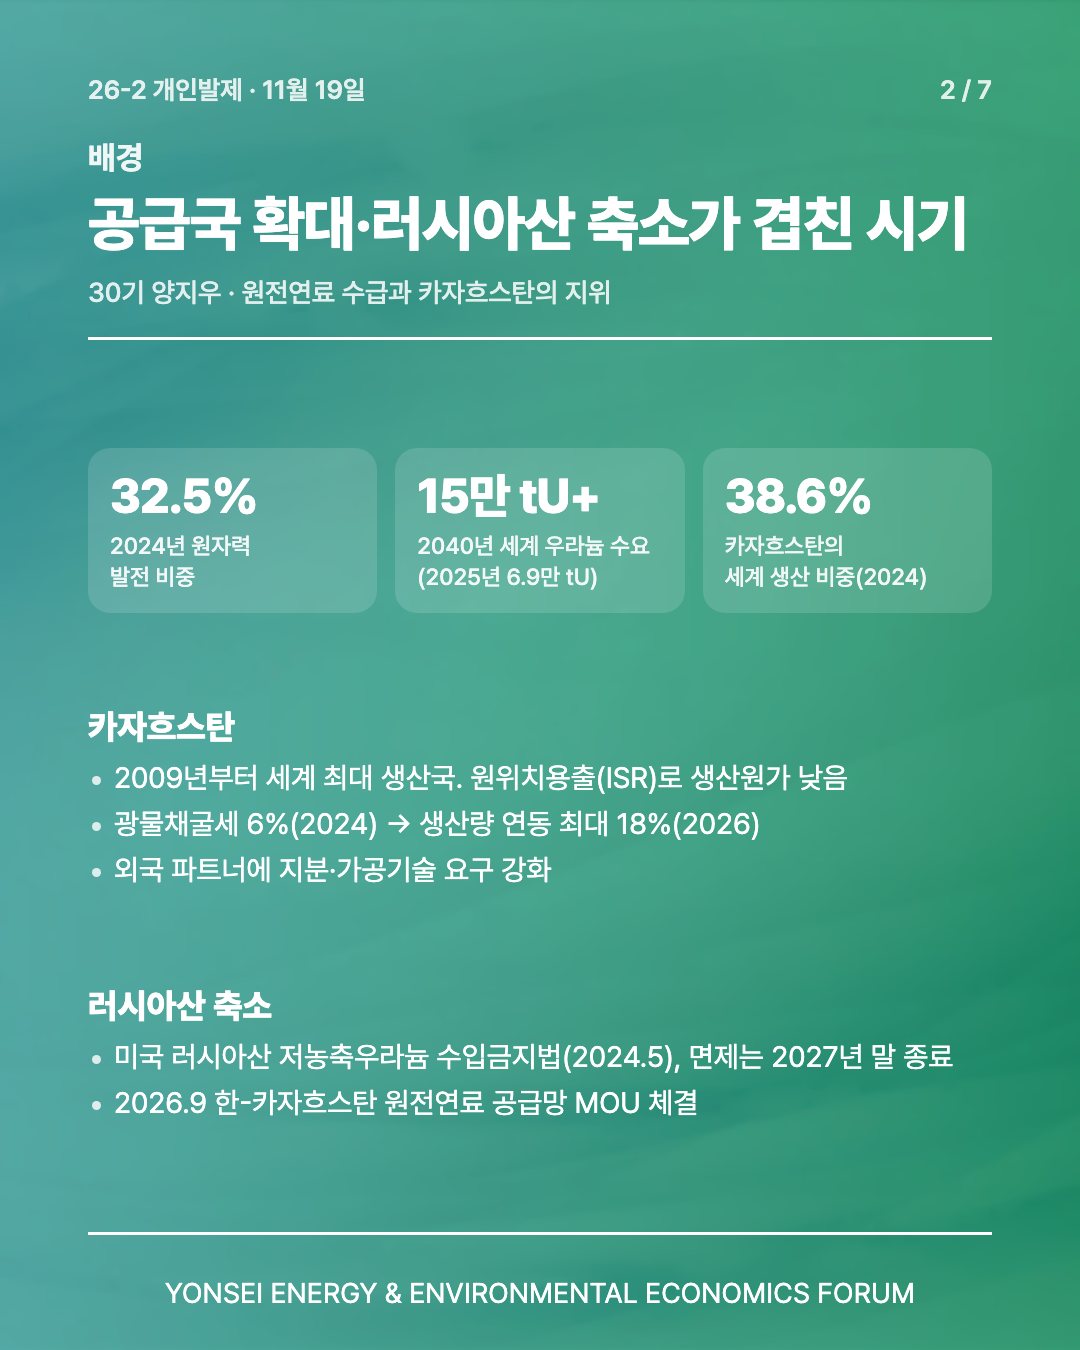 26-2 개인발제 · 11월 19일
2 / 7
배경
공급국 확대·러시아산 축소가 겹친 시기
30기 양지우 · 원전연료 수급과 카자흐스탄의 지위
32.5%
2024년 원자력
발전 비중
15만 tU+
2040년 세계 우라늄 수요
(2025년 6.9만 tU)
38.6%
카자흐스탄의
세계 생산 비중(2024)
카자흐스탄
• 2009년부터 세계 최대 생산국. 원위치용출(ISR)로 생산원가 낮음
• 광물채굴세 6%(2024) → 생산량 연동 최대 18%(2026)
• 외국 파트너에 지분·가공기술 요구 강화
러시아산 축소
• 미국 러시아산 저농축우라늄 수입금지법(2024.5), 면제는 2027년 말 종료
• 2026.9 한-카자흐스탄 원전연료 공급망 MOU 체결
YONSEI ENERGY & ENVIRONMENTAL ECONOMICS FORUM